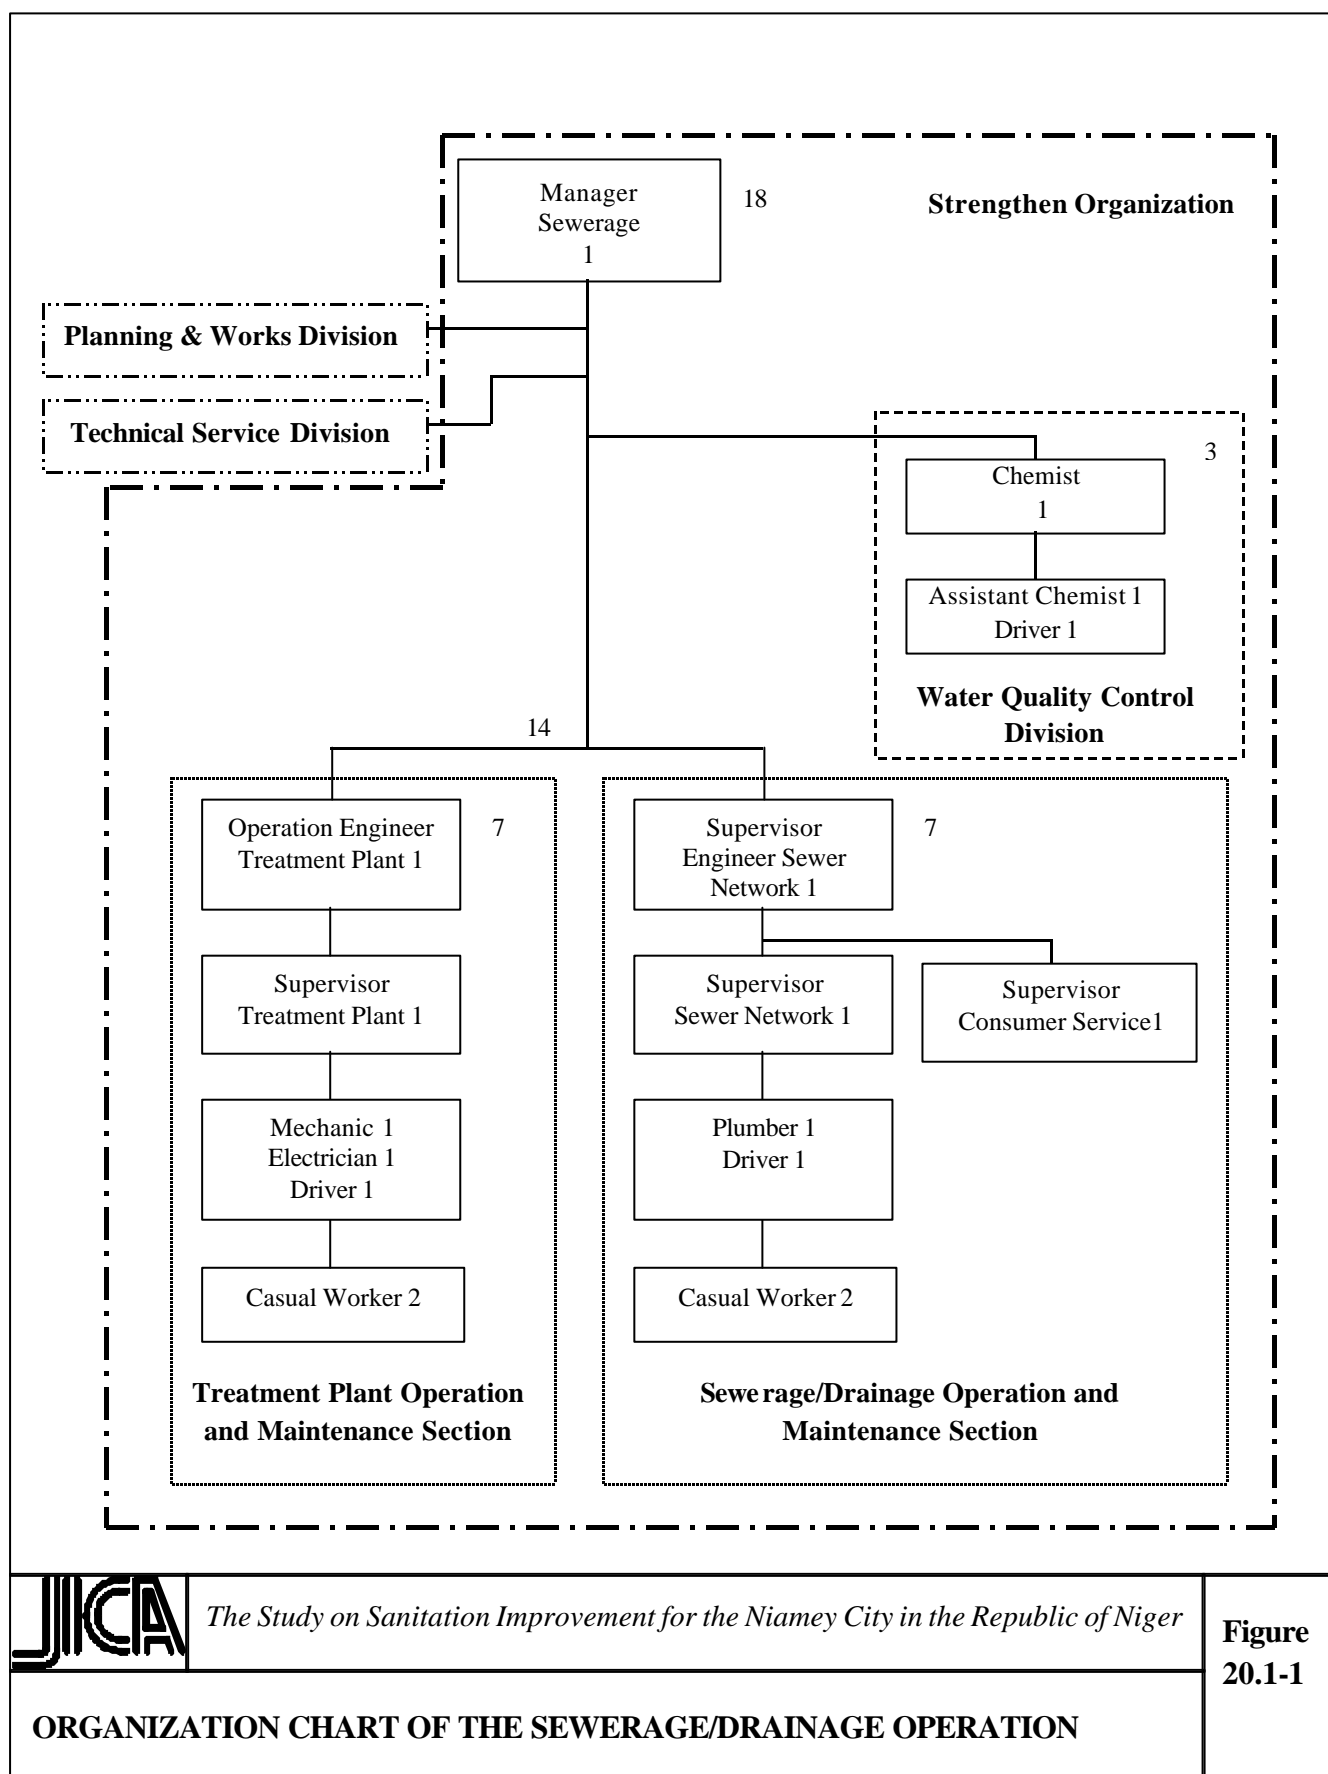 Manager
Sewerage
1
18
Strengthen Organization
Planning & Works Division
Technical Service Division
3
Chemist
1
Assistant Chemist 1
Driver 1
Water Quality Control
Division
14
Operation Engineer
Treatment Plant 1
7
Supervisor
Treatment Plant 1
Mechanic 1
Electrician 1
Driver 1
Casual Worker 2
Treatment Plant Operation
and Maintenance Section
Supervisor
Engineer Sewer
Network 1
7
Supervisor
Sewer Network 1
Supervisor
Consumer Service1
Plumber 1
Driver 1
Casual Worker 2
Sewerage/Drainage Operation and
Maintenance Section
JICA
The Study on Sanitation Improvement for the Niamey City in the Republic of Niger
Figure
20.1-1
ORGANIZATION CHART OF THE SEWERAGE/DRAINAGE OPERATION